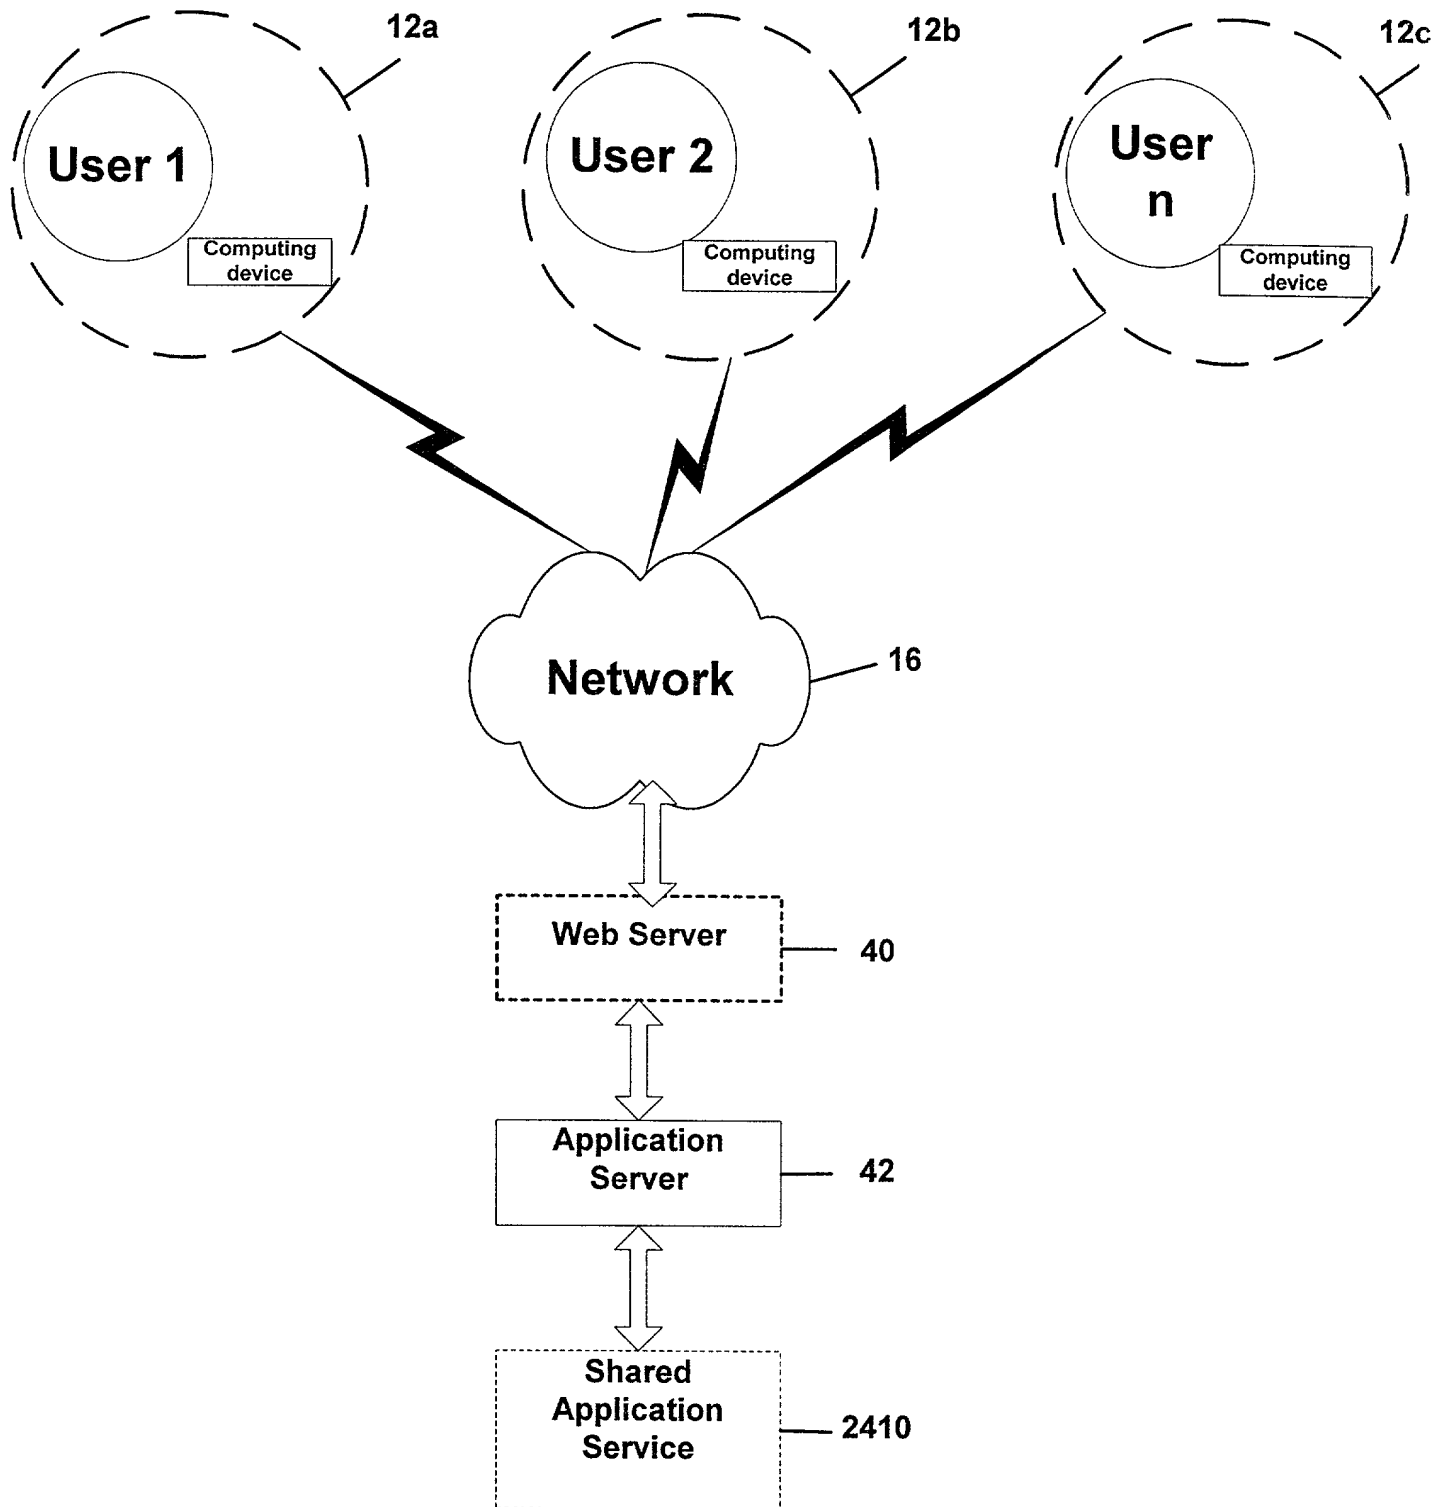 12a
12b
12c
User 1
User 2
User
n
Computing
device
Computing
device
Computing
device
Network
16
Web Server
40
Application
Server
42
Shared
Application
Service
2410